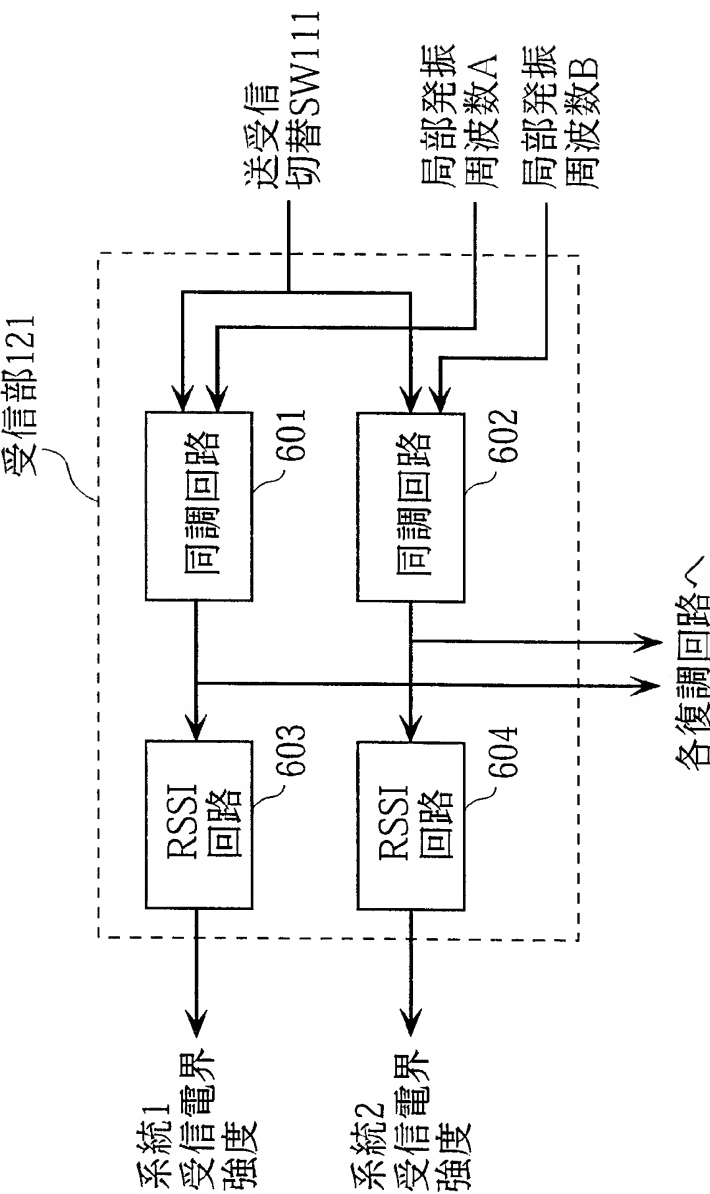 受信部121
送受信
切替SW111
局部発振
周波数A
局部発振
周波数B
同調回路
601
同調回路
602
RSSI
回路
603
RSSI
回路
604
系統1
受信電界
強度
系統2
受信電界
強度
各復調回路へ